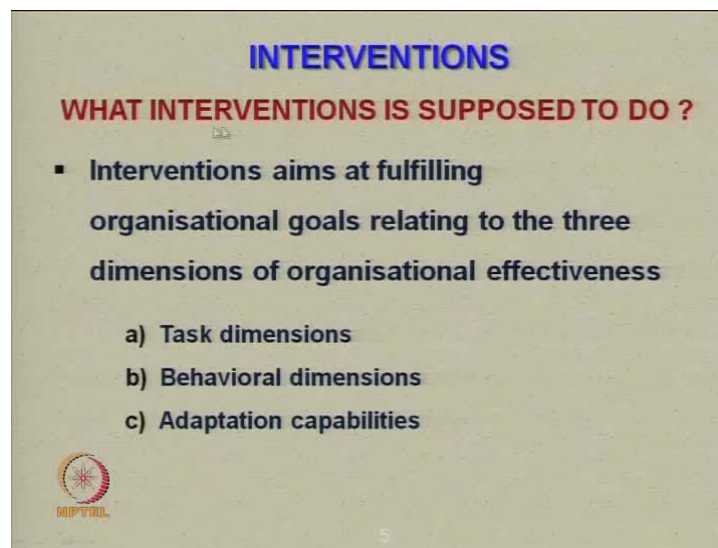 INTERVENTIONS
WHAT INTERVENTIONS IS SUPPOSED TO DO ?
▪ Interventions aims at fulfilling
organisational goals relating to the three
dimensions of organisational effectiveness
a) Task dimensions
b) Behavioral dimensions
c) Adaptation capabilities
NPTEL
5